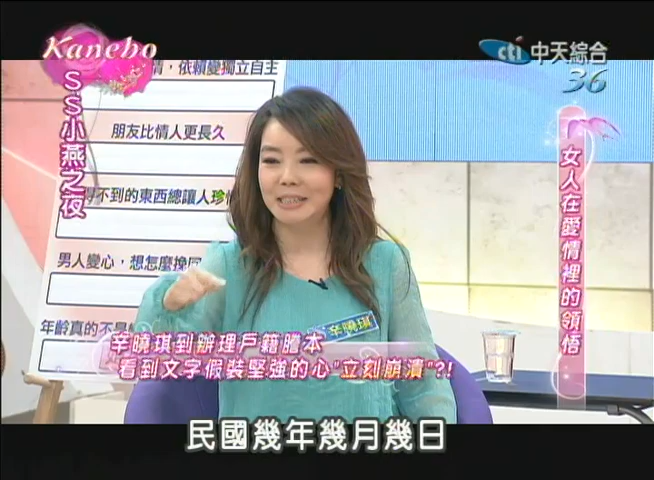 Kanebo
SS小燕之夜
cti 中天綜合
36
情，依賴變獨立自主
朋友比情人更長久
得不到的東西總讓人珍惜
男人變心，想怎麼挽回
年齡真的不是
女人在愛情裡的領悟
辛曉琪
辛曉琪到辦理戶籍謄本
看到文字假裝堅強的心"立刻崩潰"?!
民國幾年幾月幾日